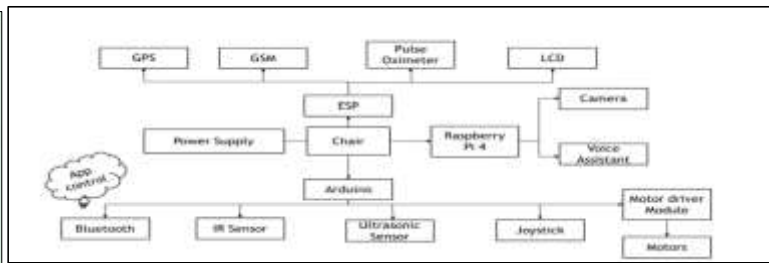 GPS
GSM
Pulse
Oximeter
LCD
ESP
Camera
Power Supply
Chair
Raspberry
Pi 4
Voice
Assistant
App
control
Arduino
Motor driver
Module
Bluetooth
IR Sensor
Ultrasonic
Sensor
Joystick
Motors